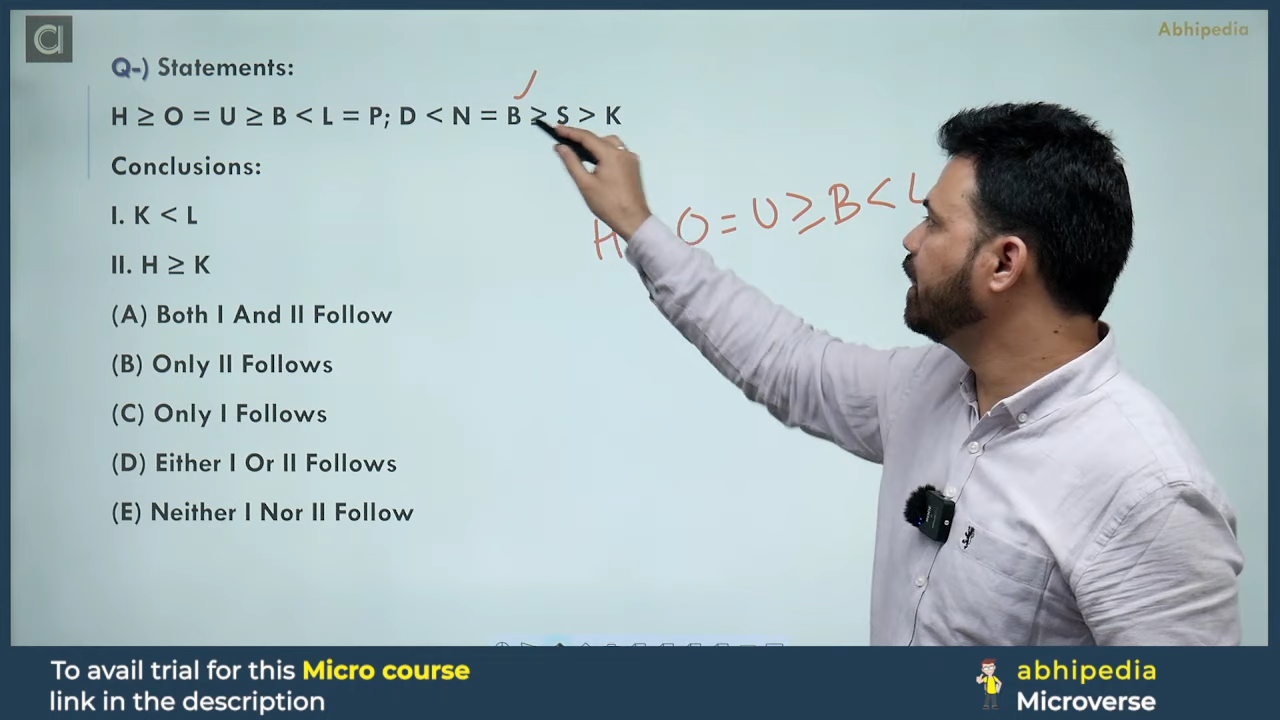 Abhipedia
Q-) Statements:
H ≥ O = U ≥ B < L = P; D < N = B ≥ S > K
Conclusions:
I. K < L
II. H ≥ K
(A) Both I And II Follow
(B) Only II Follows
(C) Only I Follows
(D) Either I Or II Follows
(E) Neither I Nor II Follow
H O = U ≥ B < L
To avail trial for this Micro course
link in the description
abhipedia
Microverse